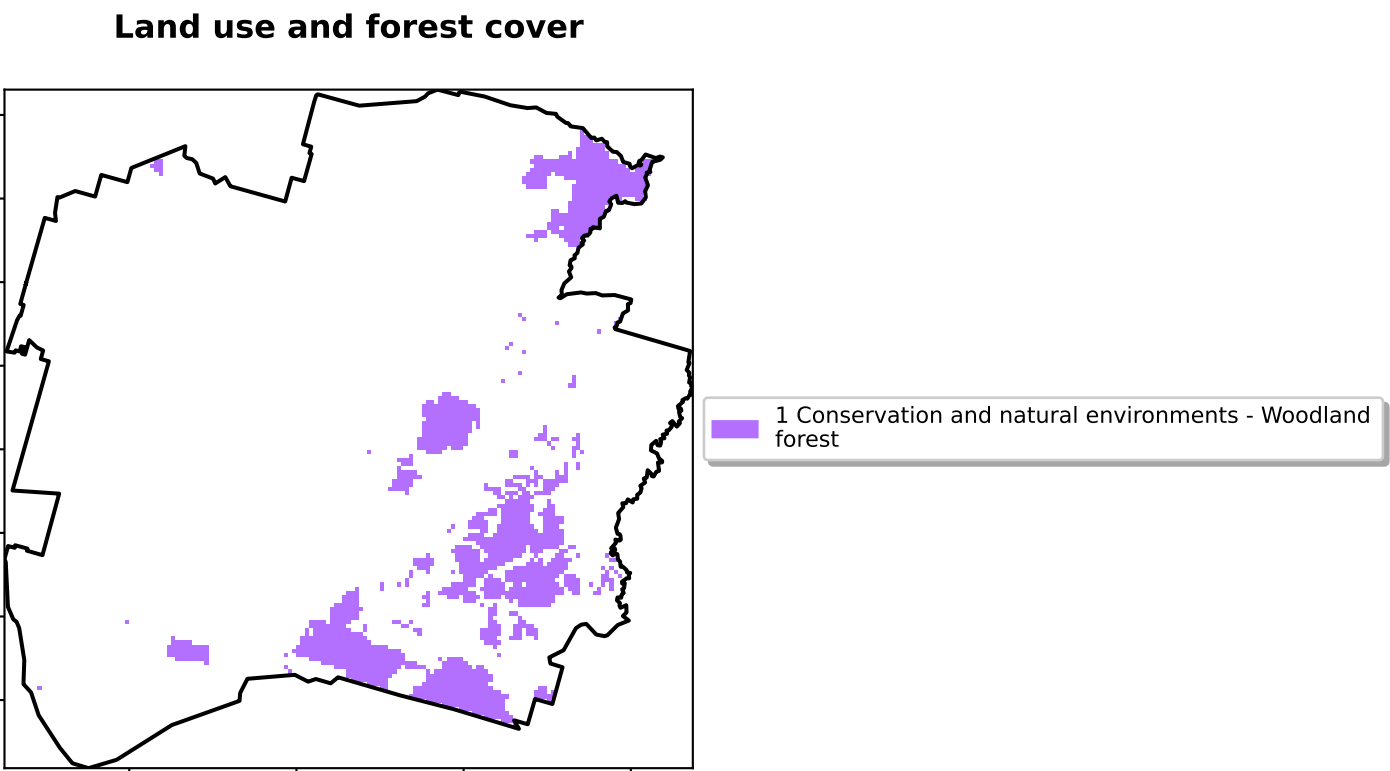 Land use and forest cover
1 Conservation and natural environments - Woodland
forest